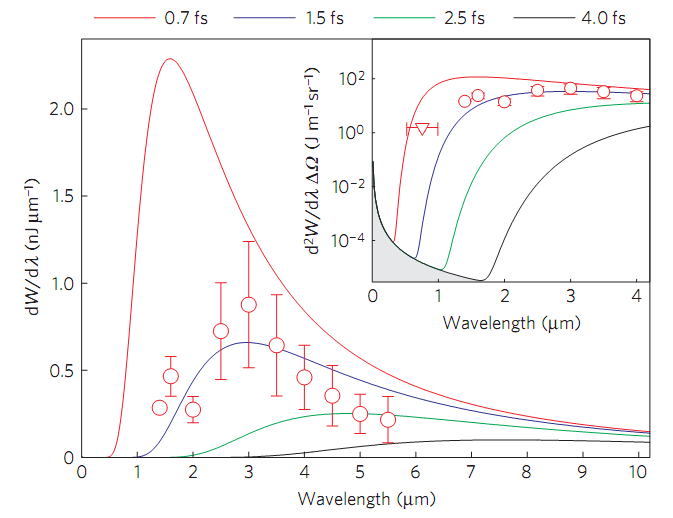 0.7 fs 1.5 fs 2.5 fs 4.0 fs
dW/dλ (nJ μm⁻¹)
2.0
1.5
1.0
0.5
0
0 1 2 3 4 5 6 7 8 9 10
Wavelength (μm)
d²W/dλ ΔΩ (J m⁻¹ sr⁻¹)
10²
10⁰
10⁻²
10⁻⁴
0 1 2 3 4
Wavelength (μm)